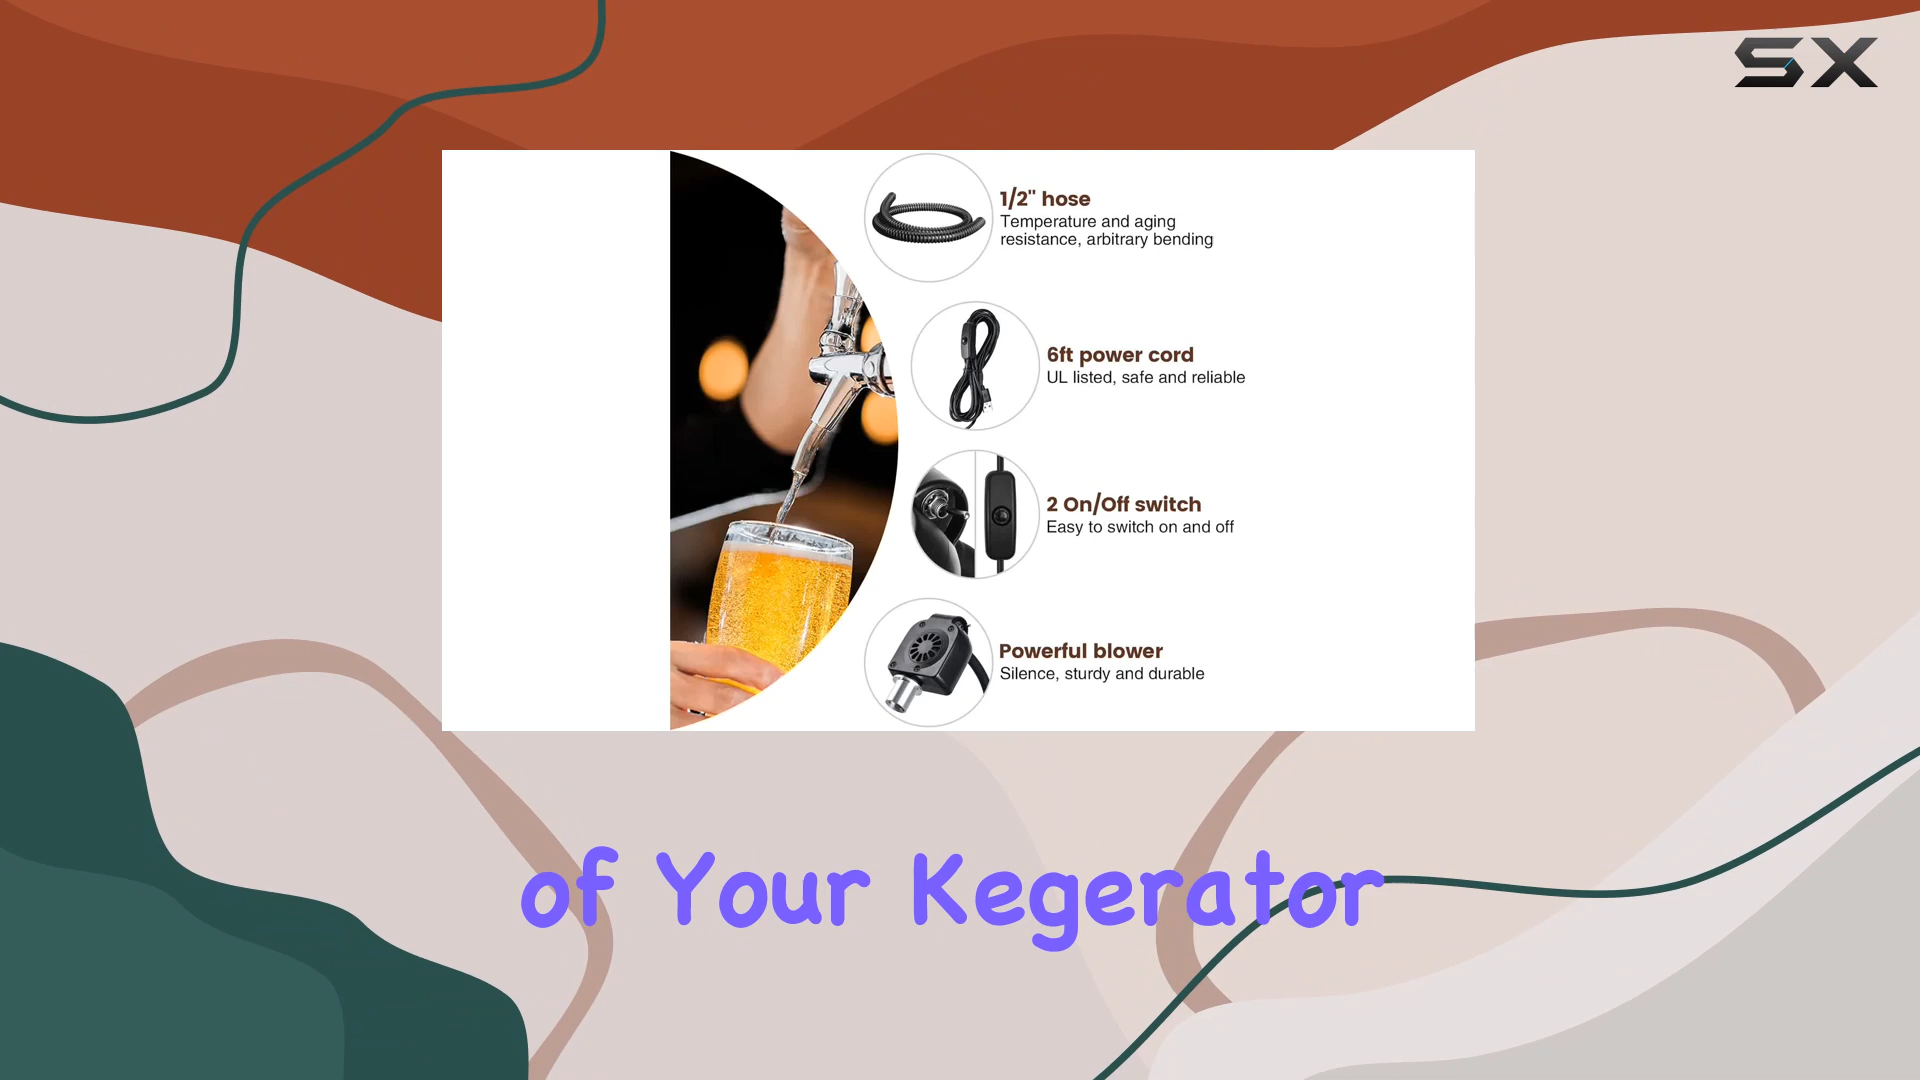 SX
1/2" hose
Temperature and aging
resistance, arbitrary bending
6ft power cord
UL listed, safe and reliable
2 On/Off switch
Easy to switch on and off
Powerful blower
Silence, sturdy and durable
of Your Kegerator